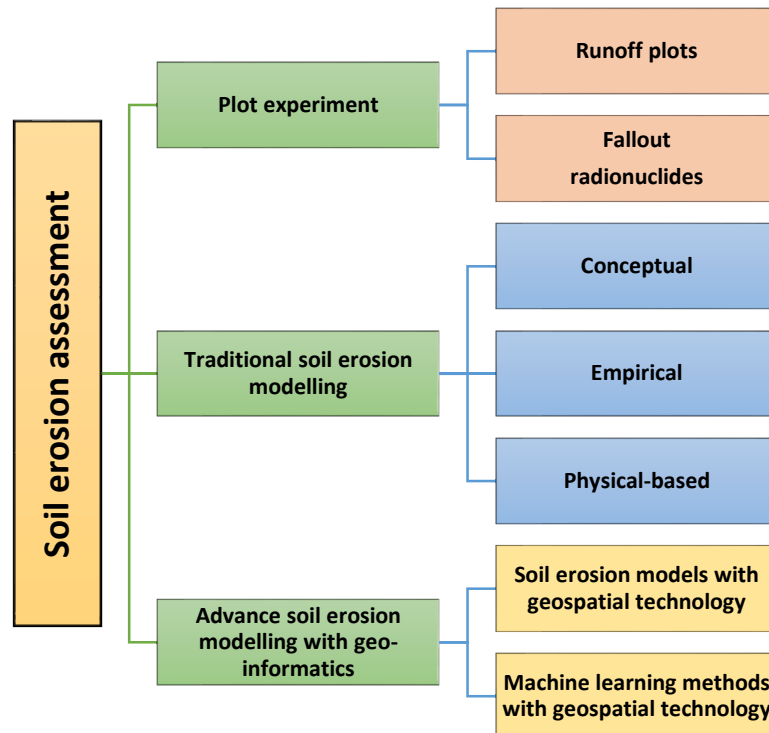 Soil erosion assessment
Plot experiment
Runoff plots
Fallout
radionuclides
Traditional soil erosion
modelling
Conceptual
Empirical
Physical-based
Advance soil erosion
modelling with geo-
informatics
Soil erosion models with
geospatial technology
Machine learning methods
with geospatial technology